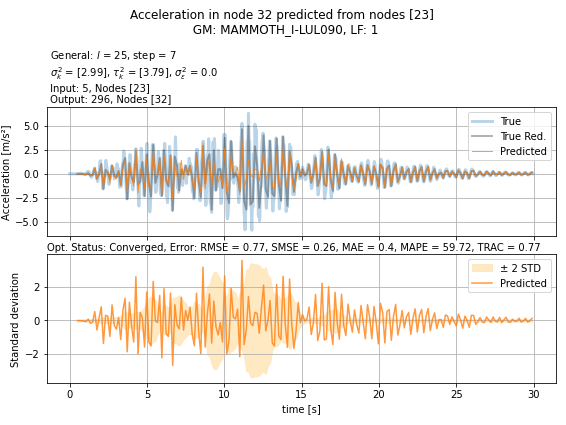 Acceleration in node 32 predicted from nodes [23]
GM: MAMMOTH_I-LUL090, LF: 1
General: l = 25, step = 7
σ²ₖ = [2.99], τ²ₖ = [3.79], σ²ε = 0.0
Input: 5, Nodes [23]
Output: 296, Nodes [32]
Acceleration [m/s²]
5.0
2.5
0.0
−2.5
−5.0
True
True Red.
Predicted
Opt. Status: Converged, Error: RMSE = 0.77, SMSE = 0.26, MAE = 0.4, MAPE = 59.72, TRAC = 0.77
Standard deviation
2
0
−2
± 2 STD
Predicted
0 5 10 15 20 25 30
time [s]